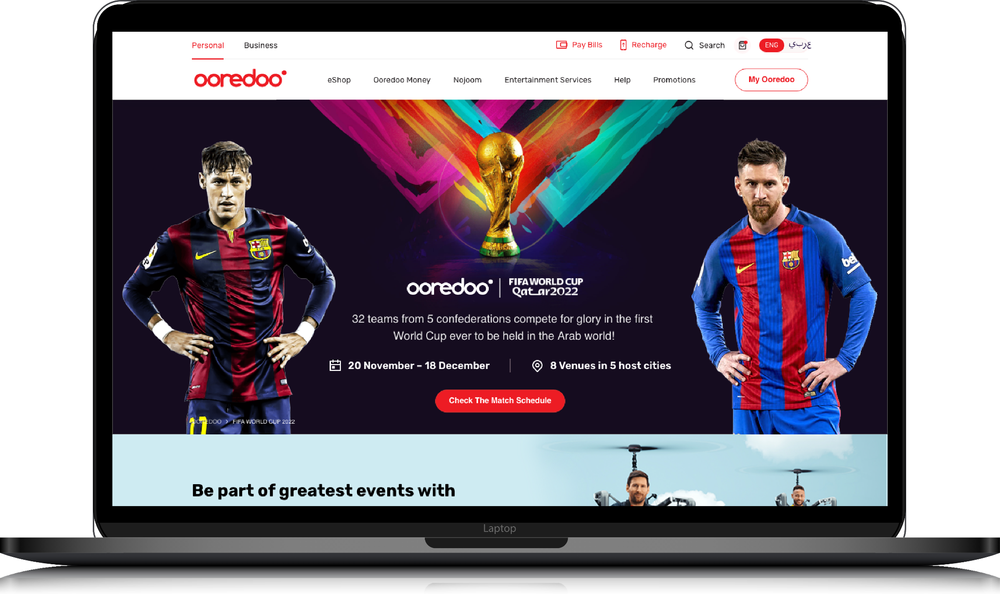 Personal Business Pay Bills Recharge Search ENG عربي
ooredoo eShop Ooredoo Money Nojoom Entertainment Services Help Promotions My Ooredoo
ooredoo FIFA WORLD CUP
Qatar2022
32 teams from 5 confederations compete for glory in the first
World Cup ever to be held in the Arab world!
20 November – 18 December 8 Venues in 5 host cities
Check The Match Schedule
OOREDOO > FIFA WORLD CUP 2022
Be part of greatest events with
Laptop